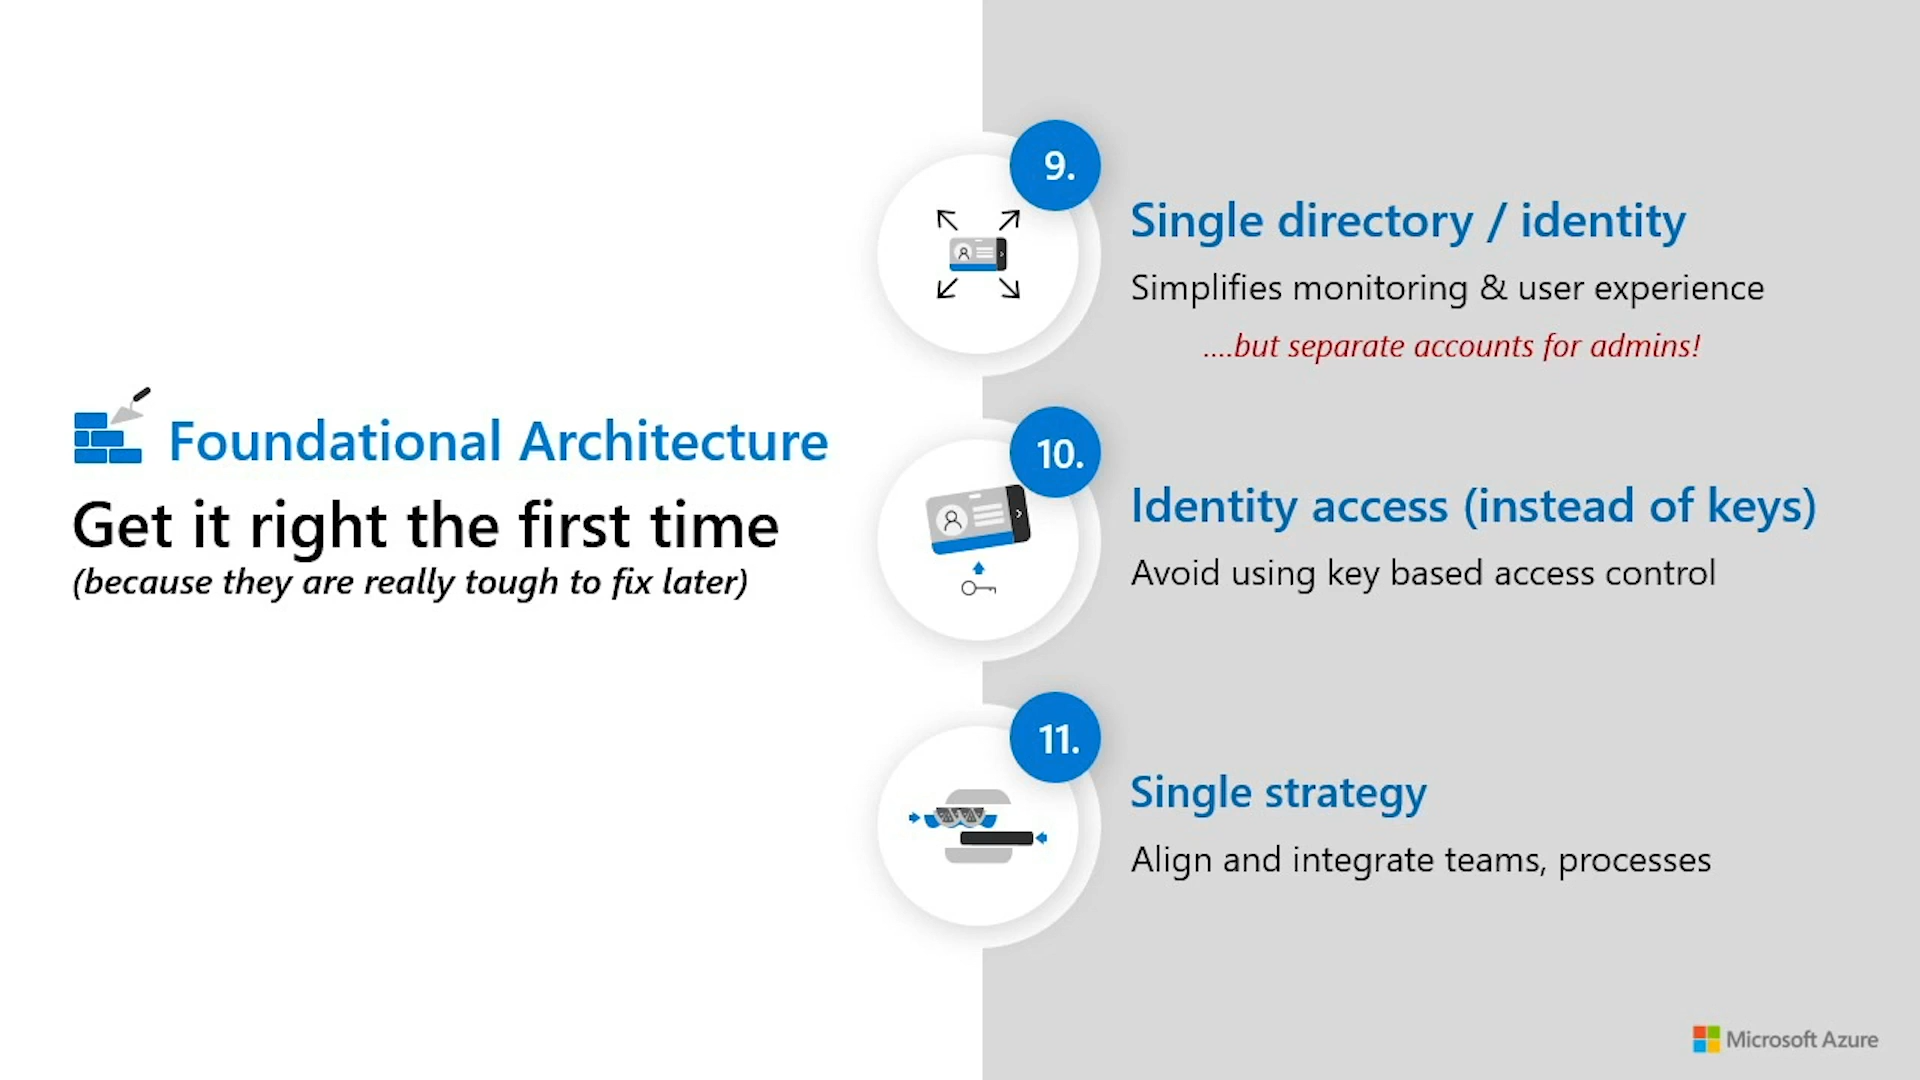 Foundational Architecture
Get it right the first time
(because they are really tough to fix later)
9.
Single directory / identity
Simplifies monitoring & user experience
....but separate accounts for admins!
10.
Identity access (instead of keys)
Avoid using key based access control
11.
Single strategy
Align and integrate teams, processes
Microsoft Azure